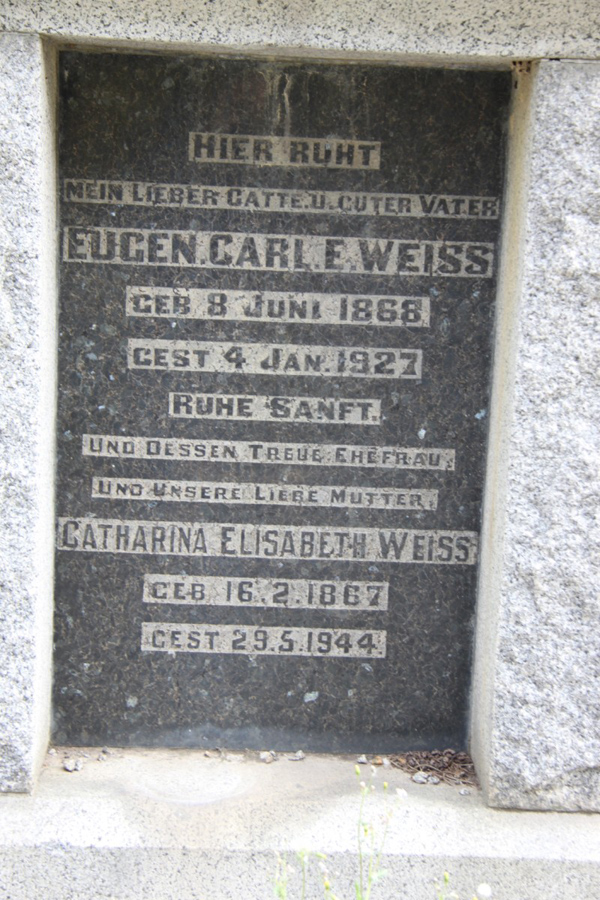 HIER RUHT
MEIN LIEBER GATTE.U.GUTER VATER
EUGEN.CARL.E.WEISS
GEB 8 JUNI 1868
GEST 4 JAN.1927
RUHE SANFT.
UND DESSEN TREUE EHEFRAU,
UND UNSERE LIEBE MUTTER,
CATHARINA ELISABETH WEISS
GEB. 16.2.1867
GEST 29.5.1944.